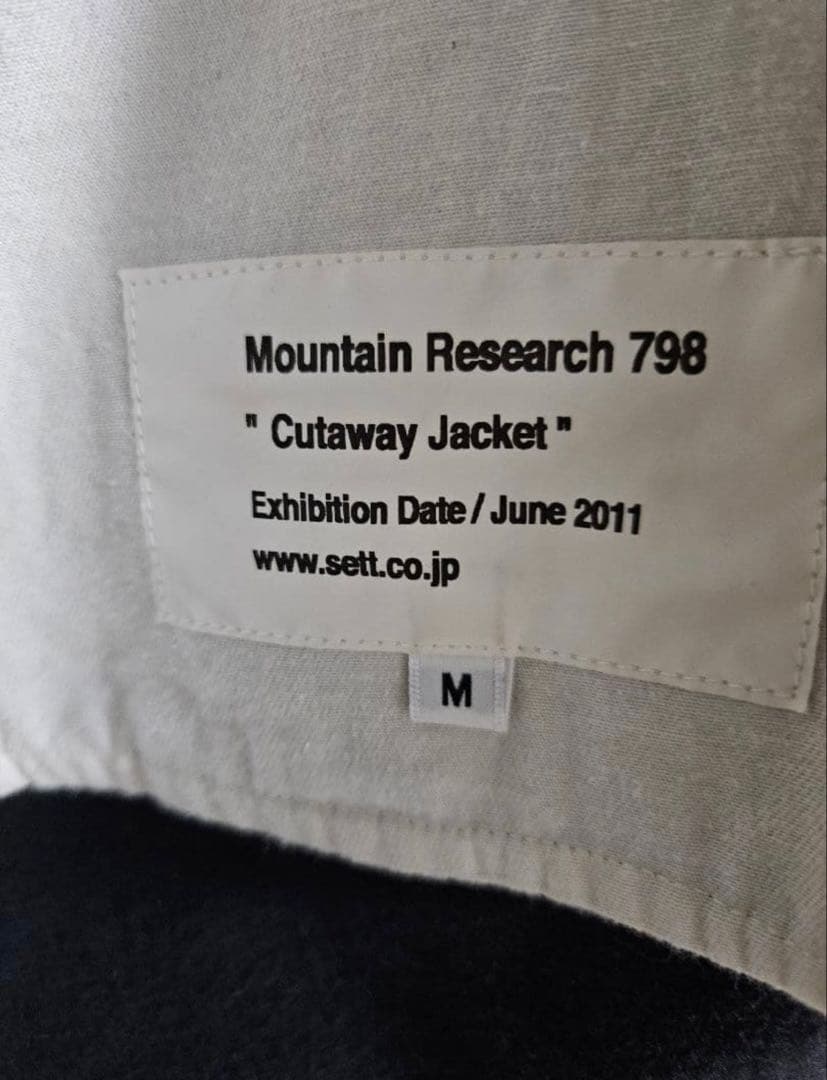 Mountain Research 798
" Cutaway Jacket "
Exhibition Date / June 2011
www.sett.co.jp
M